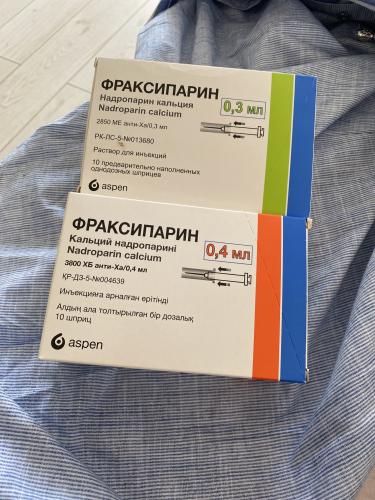 ФРАКСИПАРИН
0,3 мл
Надропарин кальция
Nadroparin calcium
2850 МЕ анти-Ха/0,3 мл
РК-ЛС-5-№013680
Раствор для инъекций
10 предварительно наполненных
однодозных шприцев
aspen
ФРАКСИПАРИН
0,4 мл
Кальций надропарині
Nadroparin calcium
3800 ХБ анти-Ха/0,4 мл
ҚР-ДЗ-5-№004639
Инъекцияға арналған ерітінді
Алдын ала толтырылған бір дозалық
10 шприц
aspen